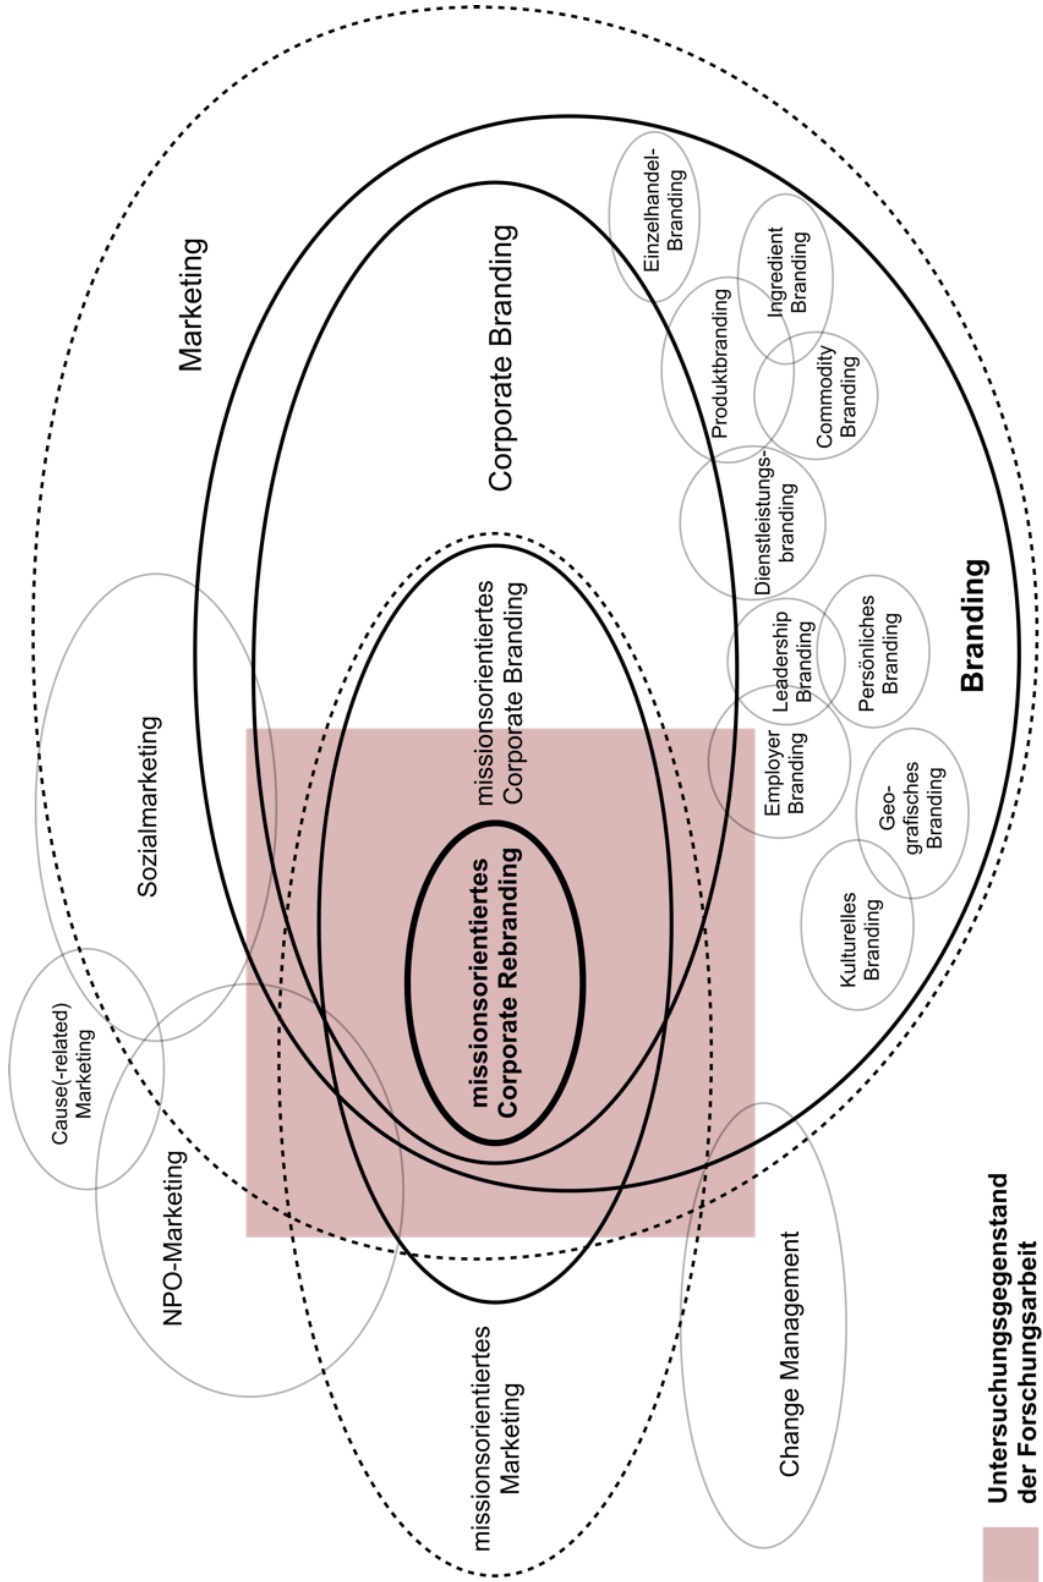 Cause(-related)
Marketing
Sozialmarketing
Marketing
NPO-Marketing
missionsorientiertes
Marketing
missionsorientiertes
Corporate Rebranding
missionsorientiertes
Corporate Branding
Corporate Branding
Einzelhandel-
Branding
Produktbranding
Ingredient
Branding
Commodity
Branding
Dienstleistungs-
branding
Leadership
Branding
Persönliches
Branding
Employer
Branding
Geo-
grafisches
Branding
Kulturelles
Branding
Change Management
Branding
Untersuchungsgegenstand
der Forschungsarbeit